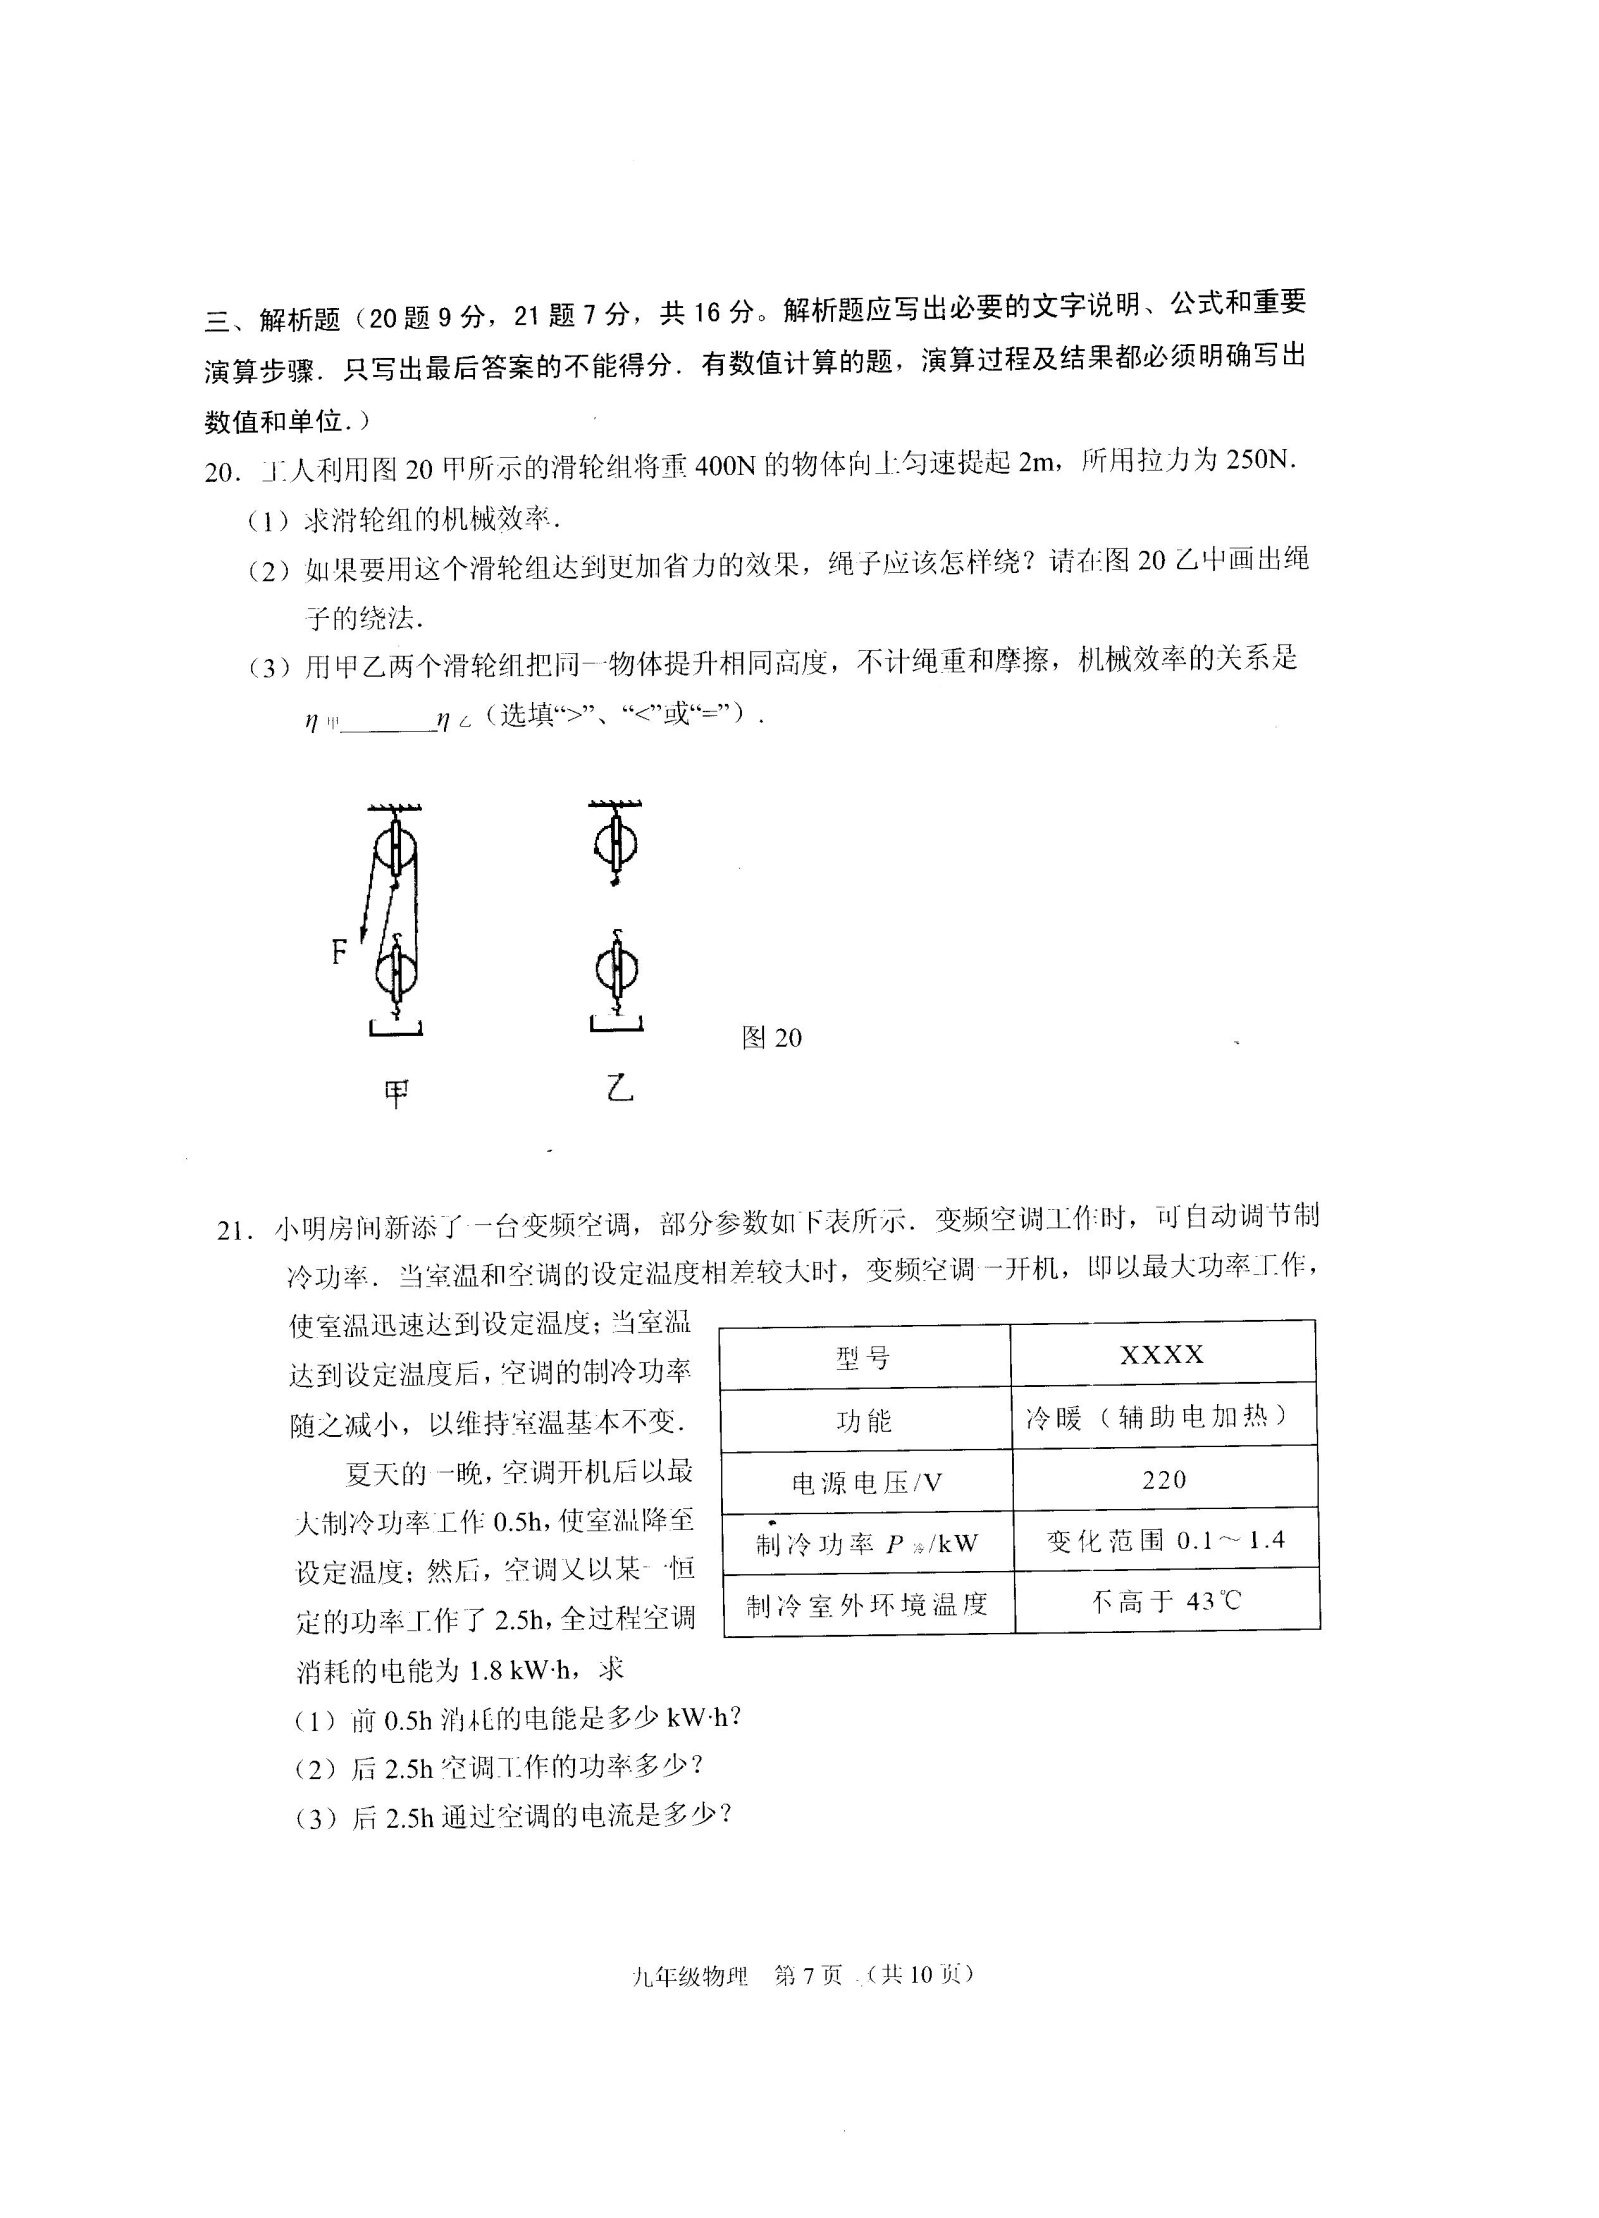 三、解析题（20题9分，21题7分，共16分。解析题应写出必要的文字说明、公式和重要
演算步骤．只写出最后答案的不能得分．有数值计算的题，演算过程及结果都必须明确写出
数值和单位.）
20．工人利用图20甲所示的滑轮组将重400N的物体向上匀速提起2m，所用拉力为250N.
（1）求滑轮组的机械效率.
（2）如果要用这个滑轮组达到更加省力的效果，绳子应该怎样绕？请在图20乙中画出绳
子的绕法.
（3）用甲乙两个滑轮组把同一物体提升相同高度，不计绳重和摩擦，机械效率的关系是
η甲______η乙（选填“>”、“<”或“=”）.
F
图20
甲
乙
21．小明房间新添了一台变频空调，部分参数如下表所示．变频空调工作时，可自动调节制
冷功率．当室温和空调的设定温度相差较大时，变频空调一开机，即以最大功率工作，
使室温迅速达到设定温度；当室温
达到设定温度后，空调的制冷功率
随之减小，以维持室温基本不变.
夏天的一晚，空调开机后以最
大制冷功率工作0.5h,使室温降至
设定温度；然后，空调又以某一恒
定的功率工作了2.5h,全过程空调
消耗的电能为1.8 kW·h，求
型号 XXXX
功能 冷暖（辅助电加热）
电源电压/V 220
制冷功率P冷/kW 变化范围0.1～1.4
制冷室外环境温度 不高于43℃
（1）前0.5h消耗的电能是多少kW·h?
（2）后2.5h空调工作的功率多少？
（3）后2.5h通过空调的电流是多少？
九年级物理 第7页 （共10页）